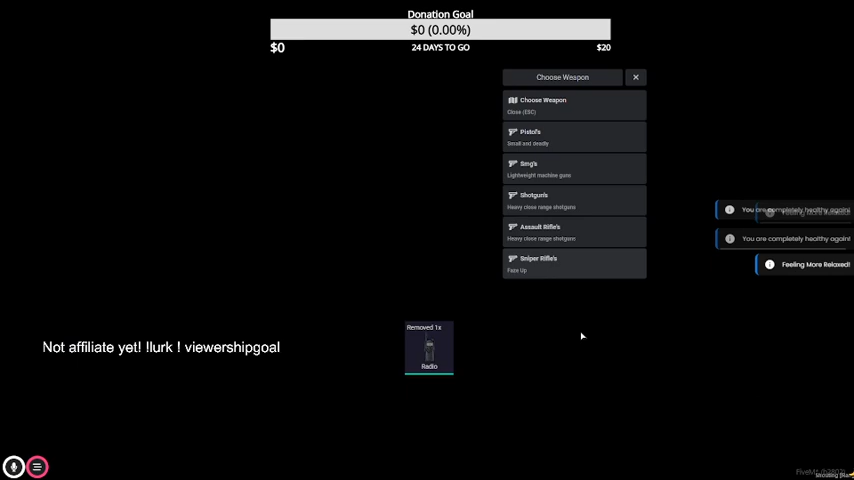 Donation Goal
$0 (0.00%)
$0
24 DAYS TO GO
$20
Choose Weapon
Choose Weapon
Close (ESC)
Pistol's
Small and deadly
Smg's
Lightweight machine guns
Shotgun's
Heavy close range shotguns
Assault Rifle's
Heavy close range shotguns
Sniper Rifle's
Faze Up
You are completely healthy again!
You are completely healthy again!
Feeling More Relaxed!
Removed 1x
Radio
Not affiliate yet! !lurk ! viewershipgoal